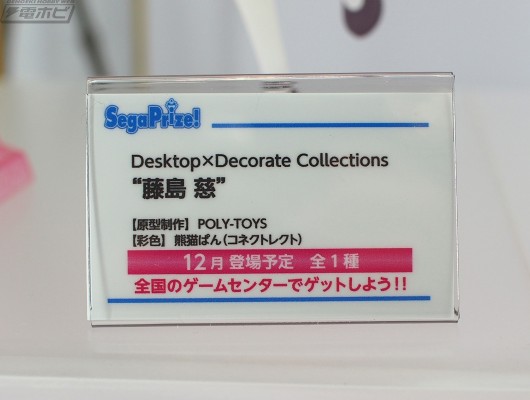 電ホビ
SegaPrize!
Desktop×Decorate Collections
“藤島 慈”
【原型制作】 POLY-TOYS
【彩色】 熊猫ぱん(コネクトレクト)
12月 登場予定 全1種
全国のゲームセンターでゲットしよう!!